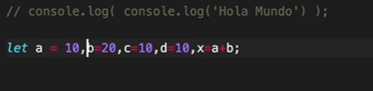 // console.log( console.log('Hola Mundo') );
let a = 10,b=20,c=10,d=10,x=a+b;